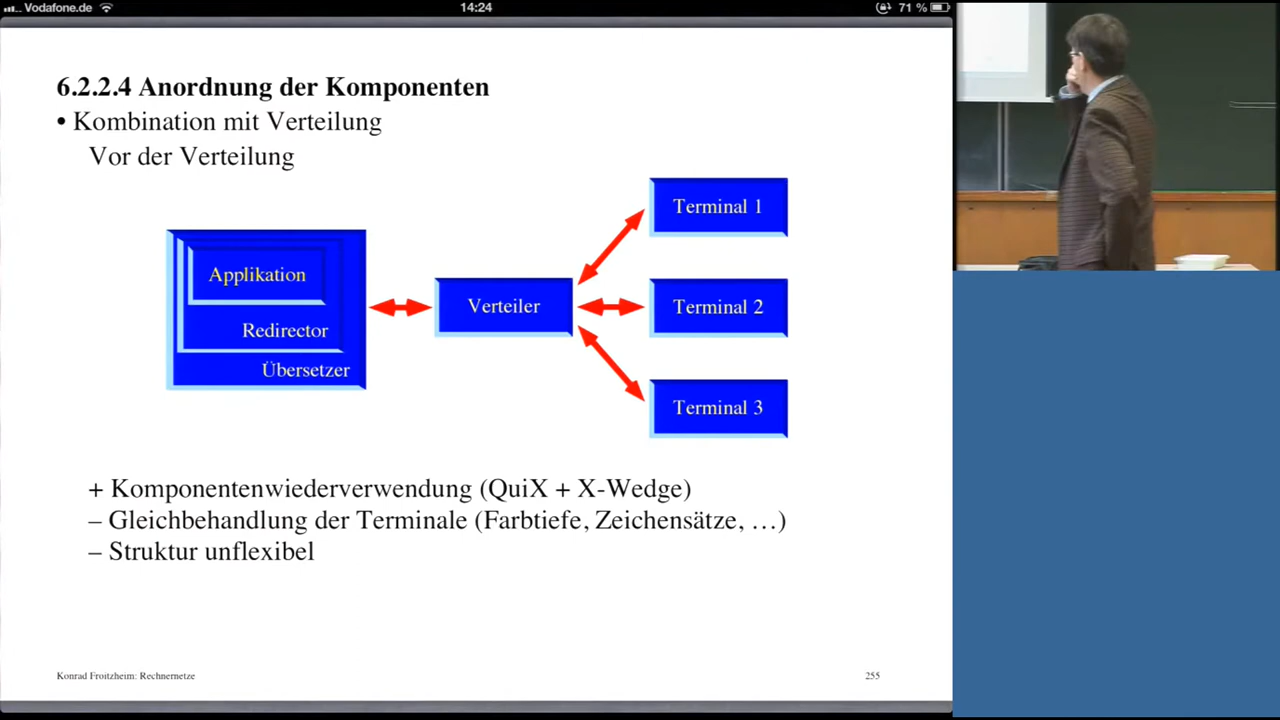 Vodafone.de 14:24 71 %
6.2.2.4 Anordnung der Komponenten
• Kombination mit Verteilung
Vor der Verteilung
Terminal 1
Applikation
Redirector
Übersetzer
Verteiler
Terminal 2
Terminal 3
+ Komponentenwiederverwendung (QuiX + X-Wedge)
– Gleichbehandlung der Terminale (Farbtiefe, Zeichensätze, …)
– Struktur unflexibel
Konrad Froitzheim: Rechnernetze 255